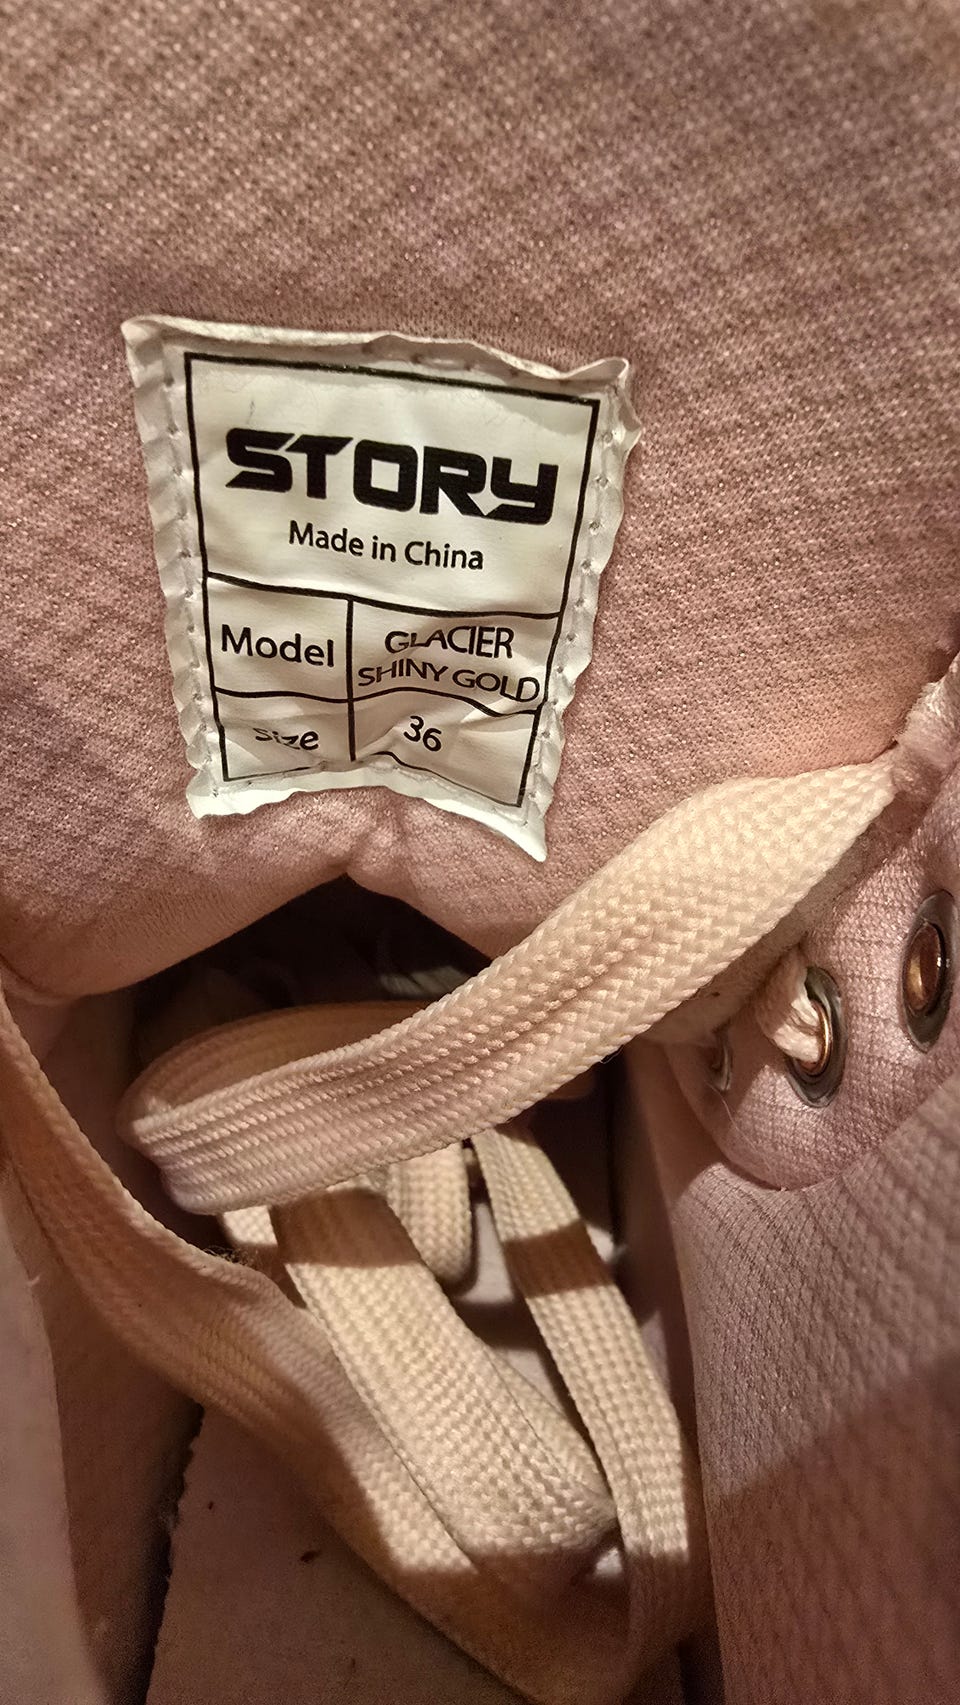 STORY
Made in China
Model GLACIER
SHINY GOLD
Size 36